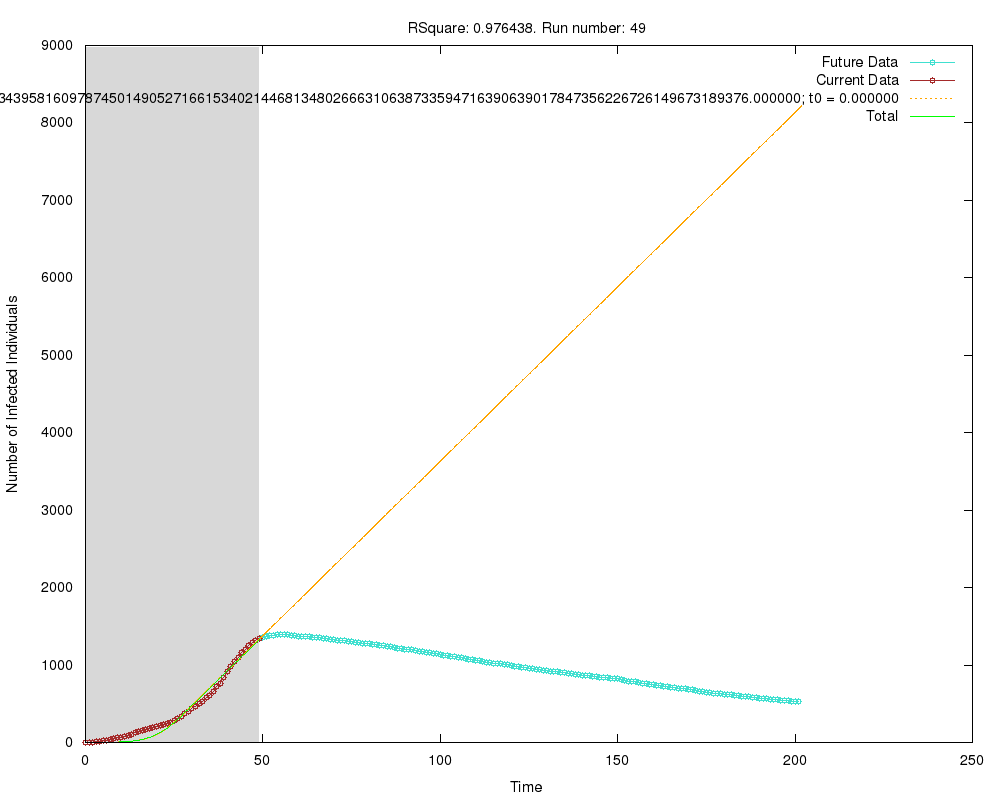 RSquare: 0.976438. Run number: 49
9000
8000
7000
6000
5000
4000
3000
2000
1000
0
0
50
100
150
200
250
Number of Infected Individuals
Time
Future Data
Current Data
3439581609787450149052716615340214468134802666310638733594716390639017847356226726149673189376.000000; t0 = 0.000000
Total